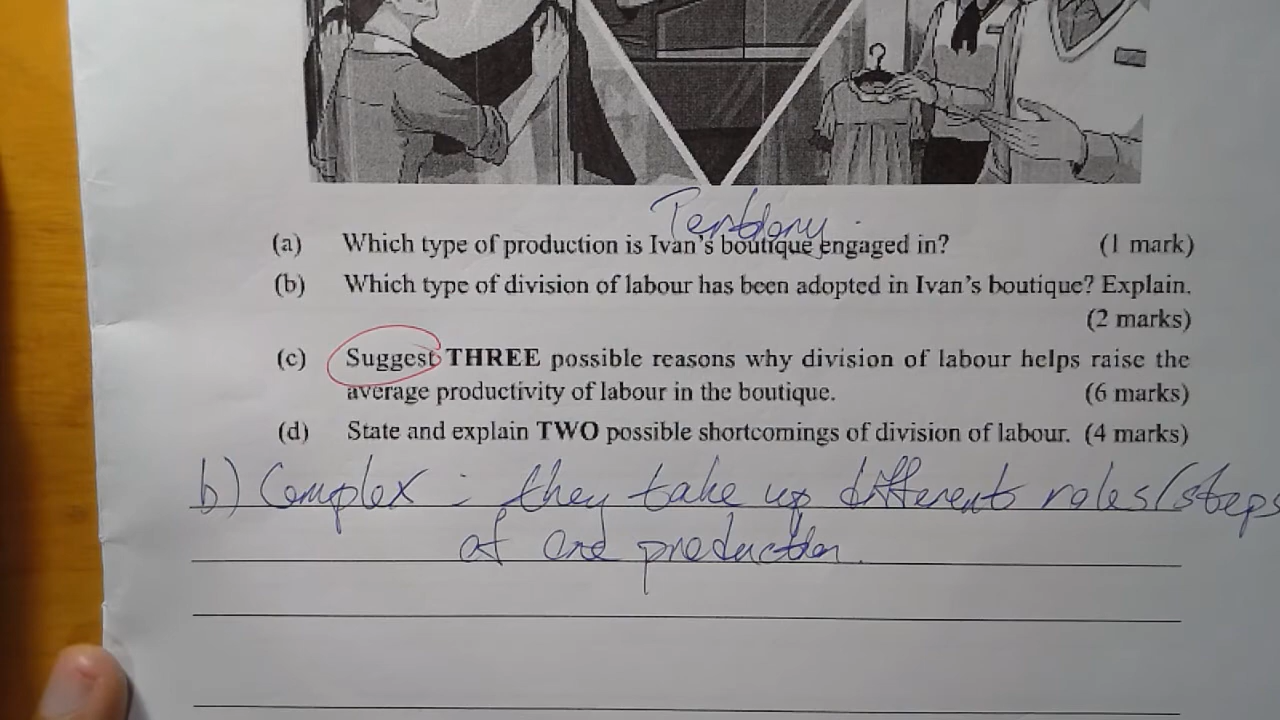 Tertiary.
(a) Which type of production is Ivan's boutique engaged in? (1 mark)
(b) Which type of division of labour has been adopted in Ivan's boutique? Explain.
(2 marks)
(c) Suggest THREE possible reasons why division of labour helps raise the
average productivity of labour in the boutique. (6 marks)
(d) State and explain TWO possible shortcomings of division of labour. (4 marks)
b) Complex : they take up different roles/steps
of one production.